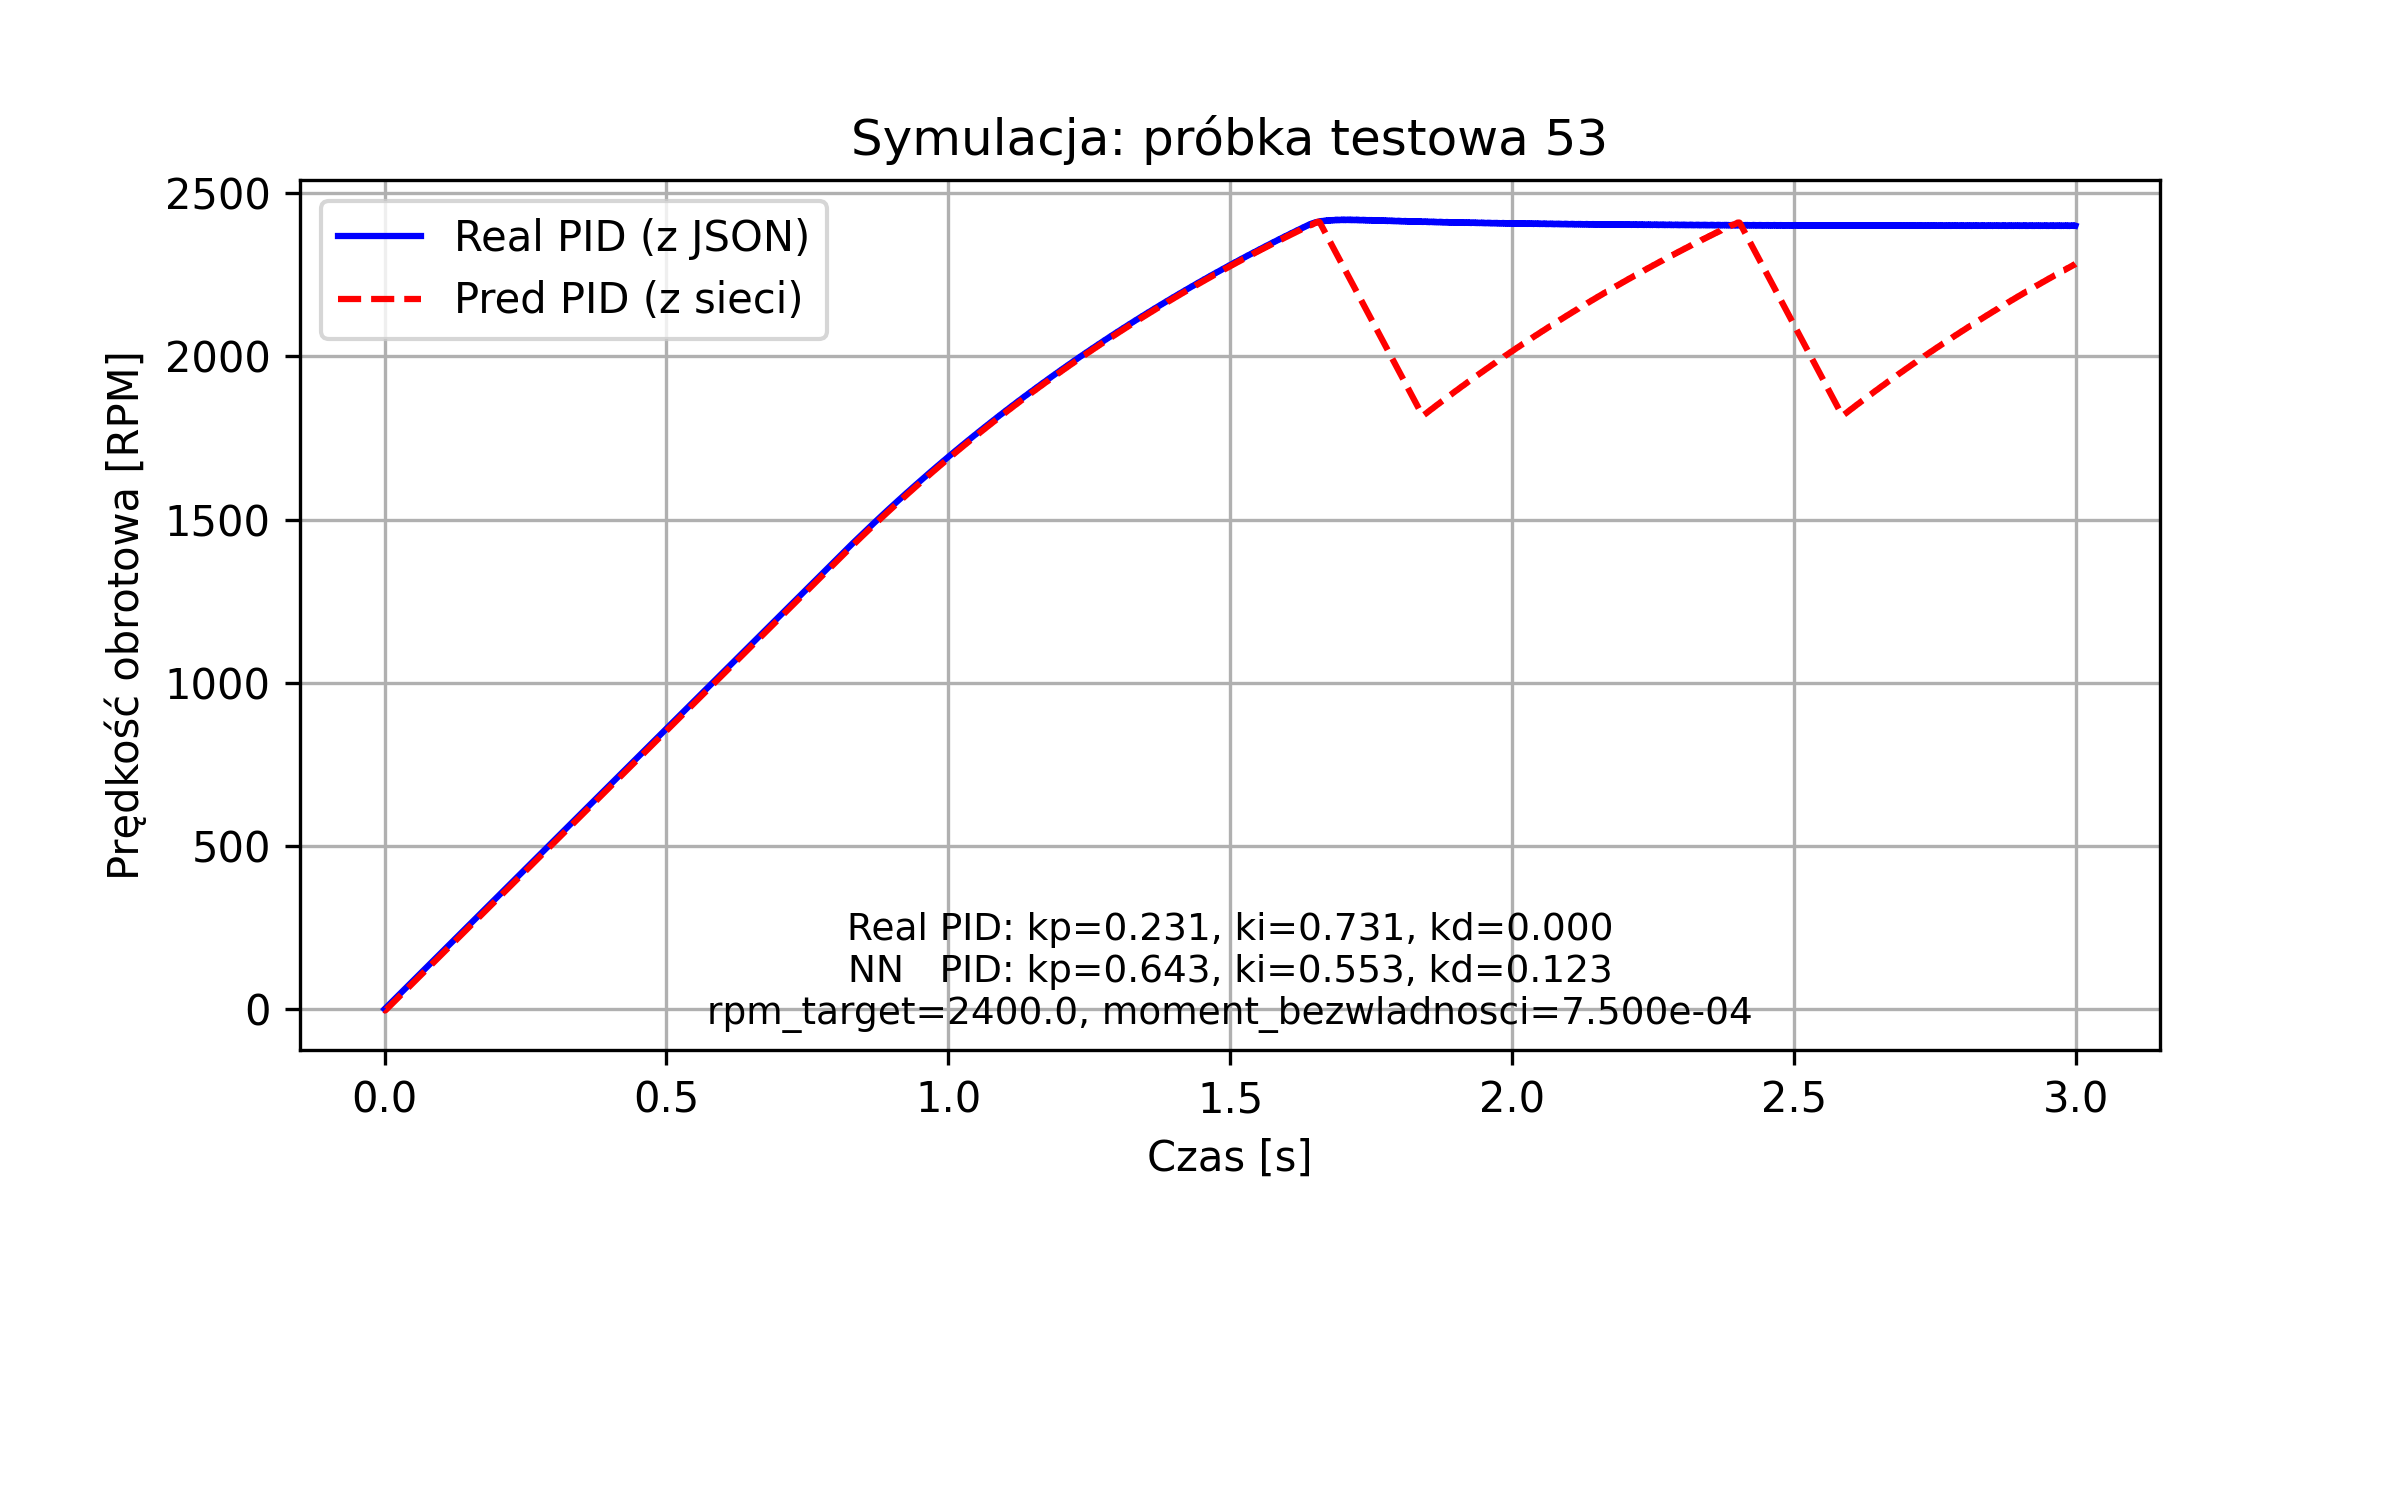 Symulacja: próbka testowa 53
2500
2000
1500
1000
500
0
Prędkość obrotowa [RPM]
Real PID (z JSON)
Pred PID (z sieci)
Real PID: kp=0.231, ki=0.731, kd=0.000
NN   PID: kp=0.643, ki=0.553, kd=0.123
rpm_target=2400.0, moment_bezwladnosci=7.500e-04
0.0 0.5 1.0 1.5 2.0 2.5 3.0
Czas [s]